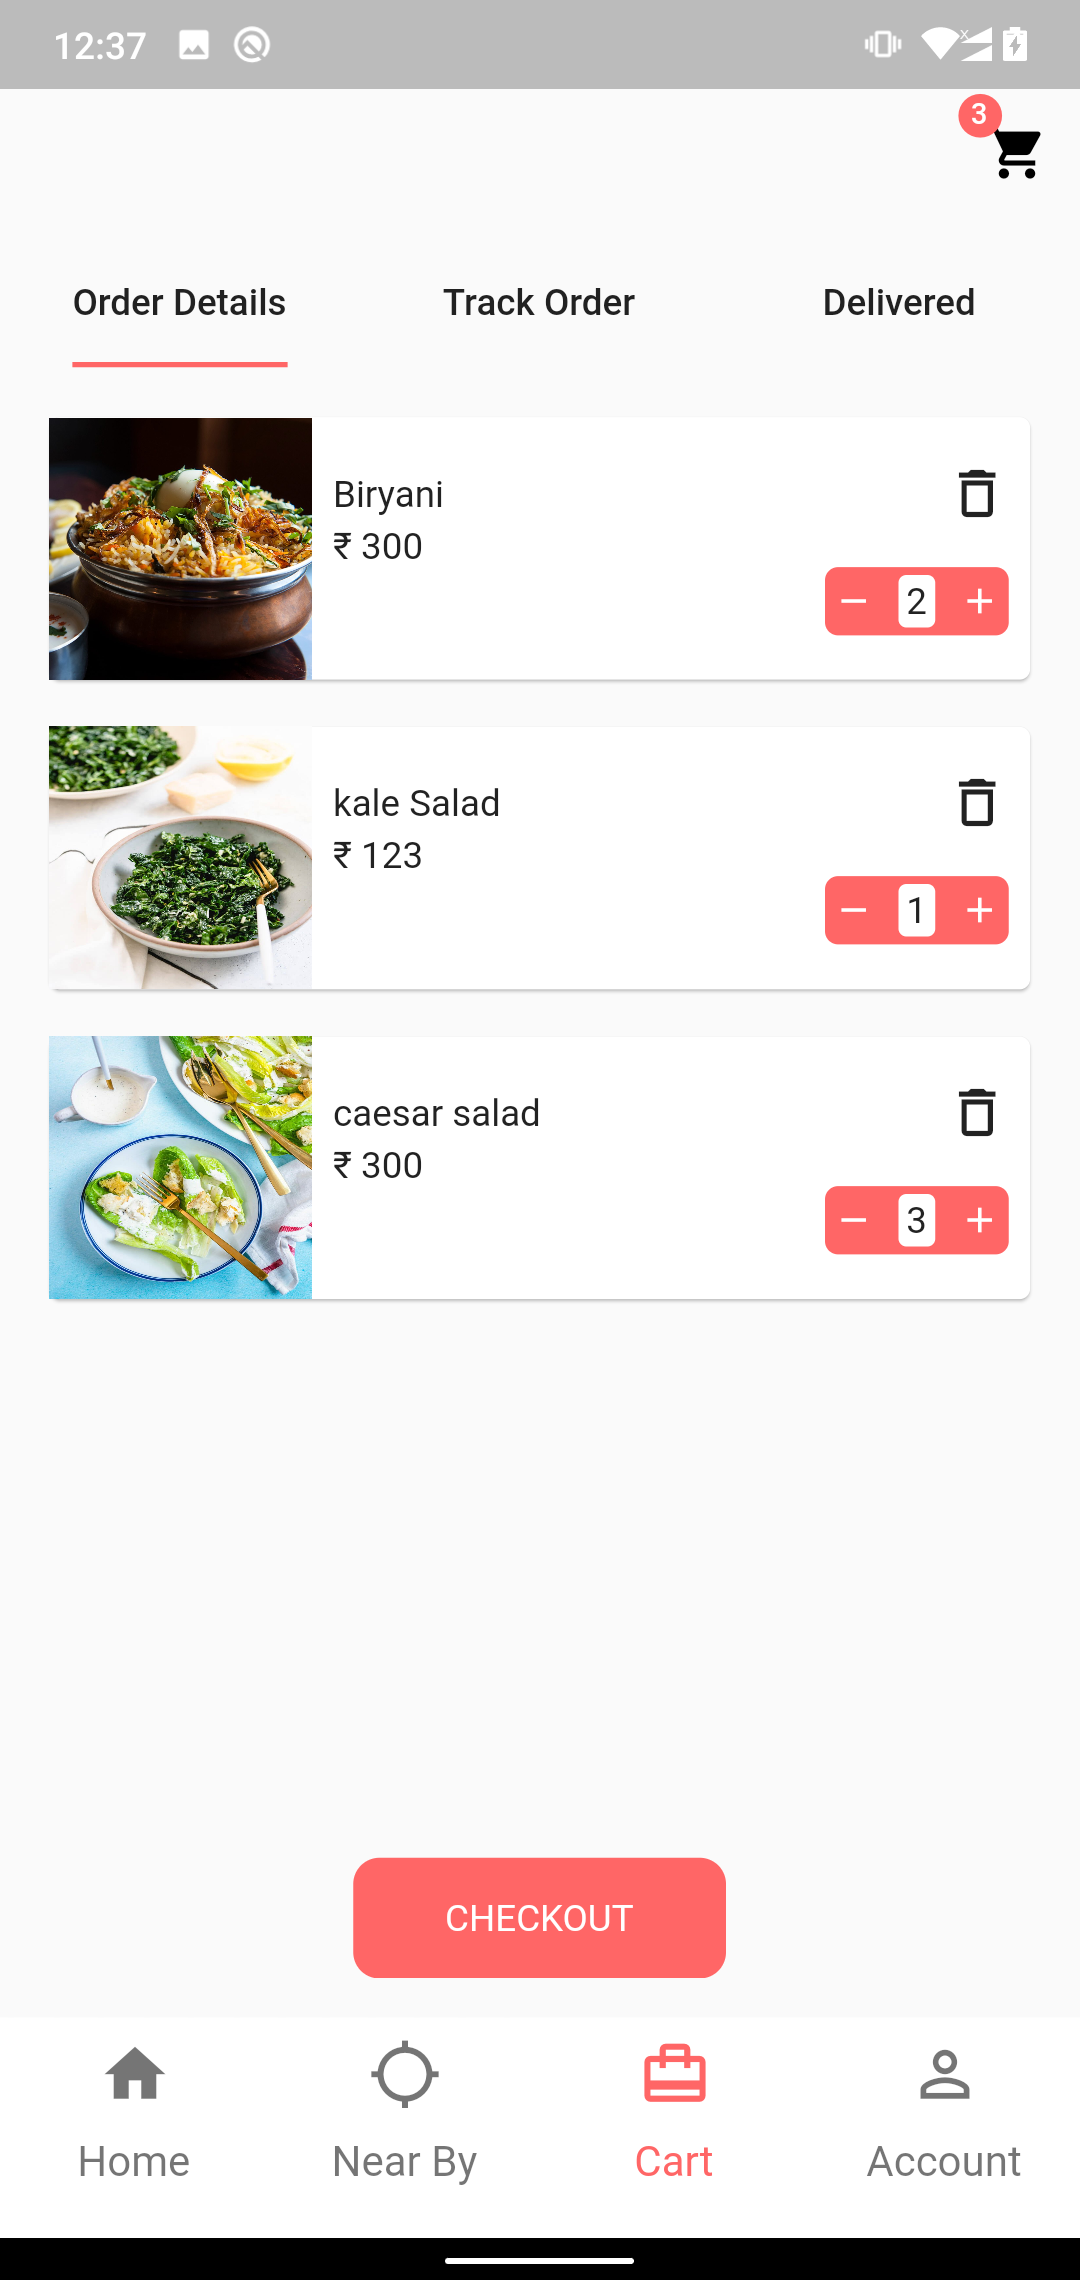 12:37
3
Order Details Track Order Delivered
Biryani
₹ 300
2
kale Salad
₹ 123
1
caesar salad
₹ 300
3
CHECKOUT
Home Near By Cart Account